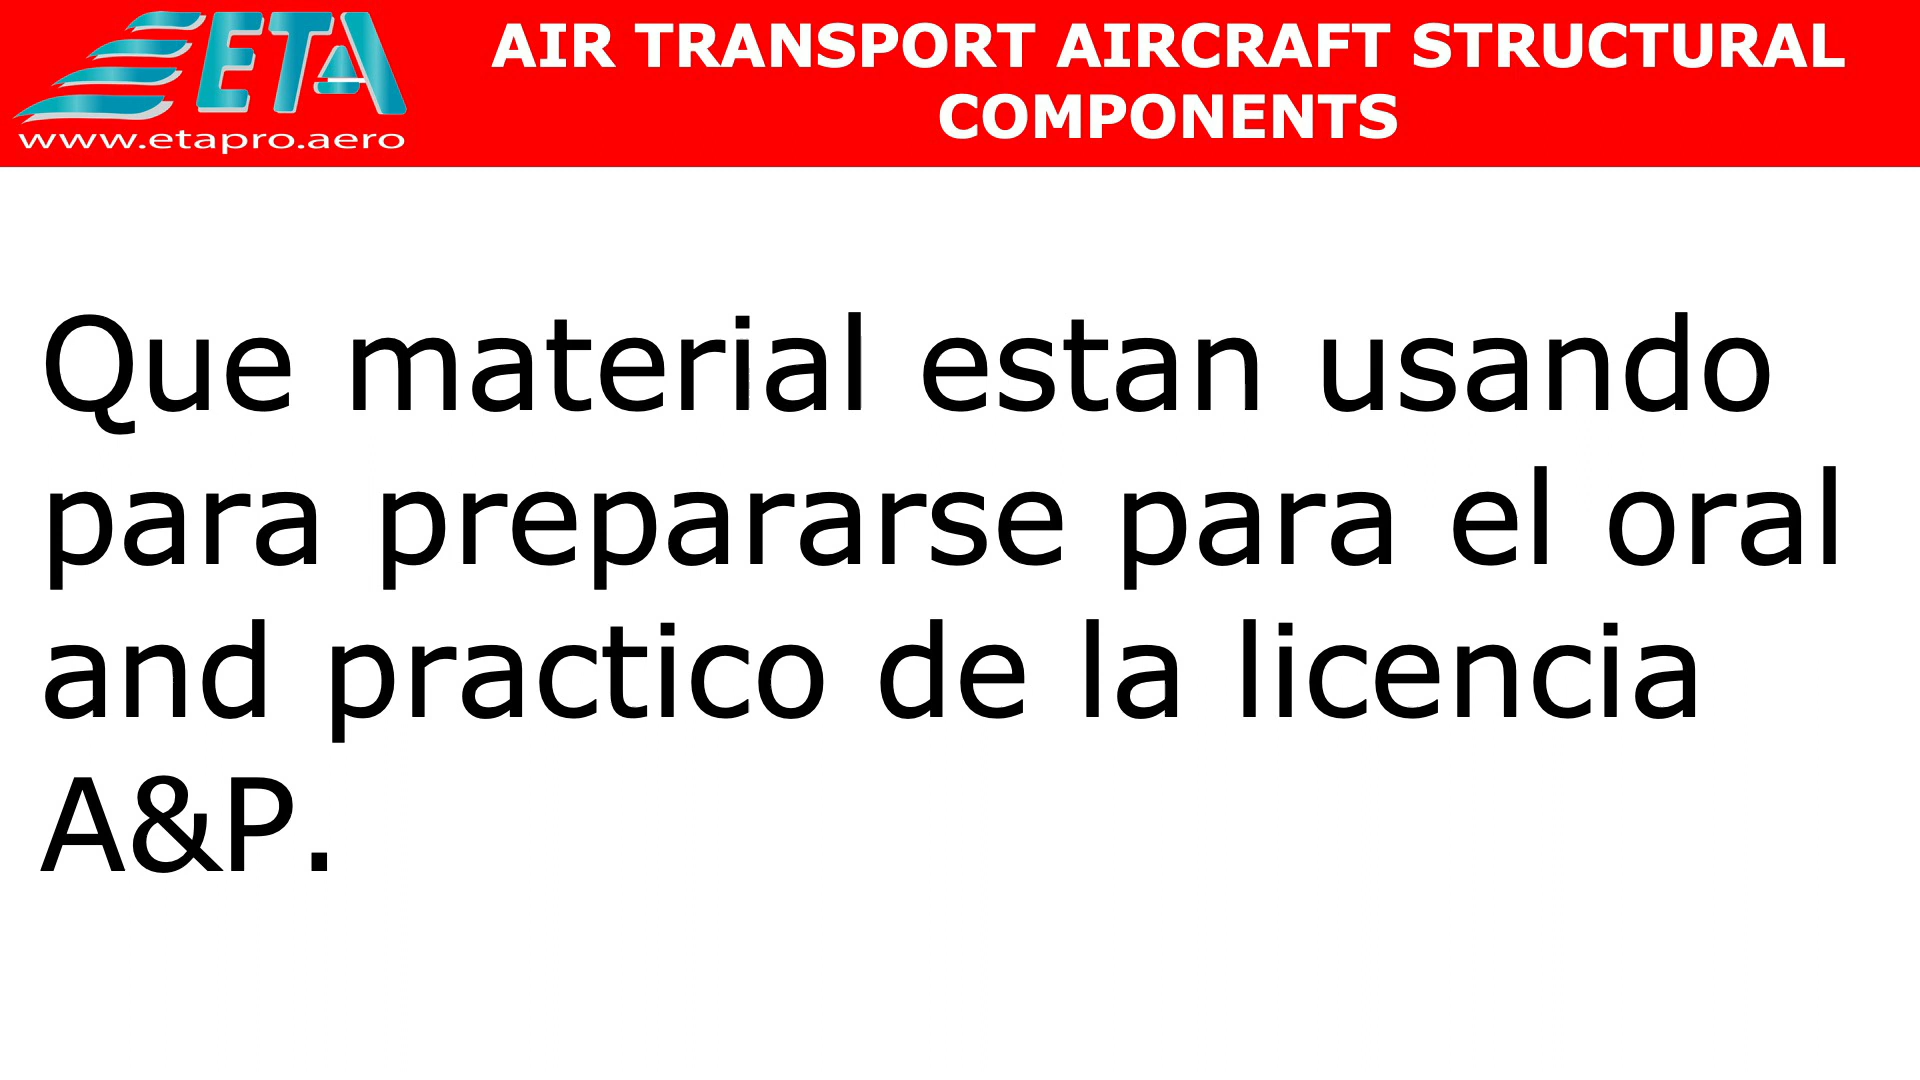 ETA
www.etapro.aero
AIR TRANSPORT AIRCRAFT STRUCTURAL
COMPONENTS
Que material estan usando
para prepararse para el oral
and practico de la licencia
A&P.